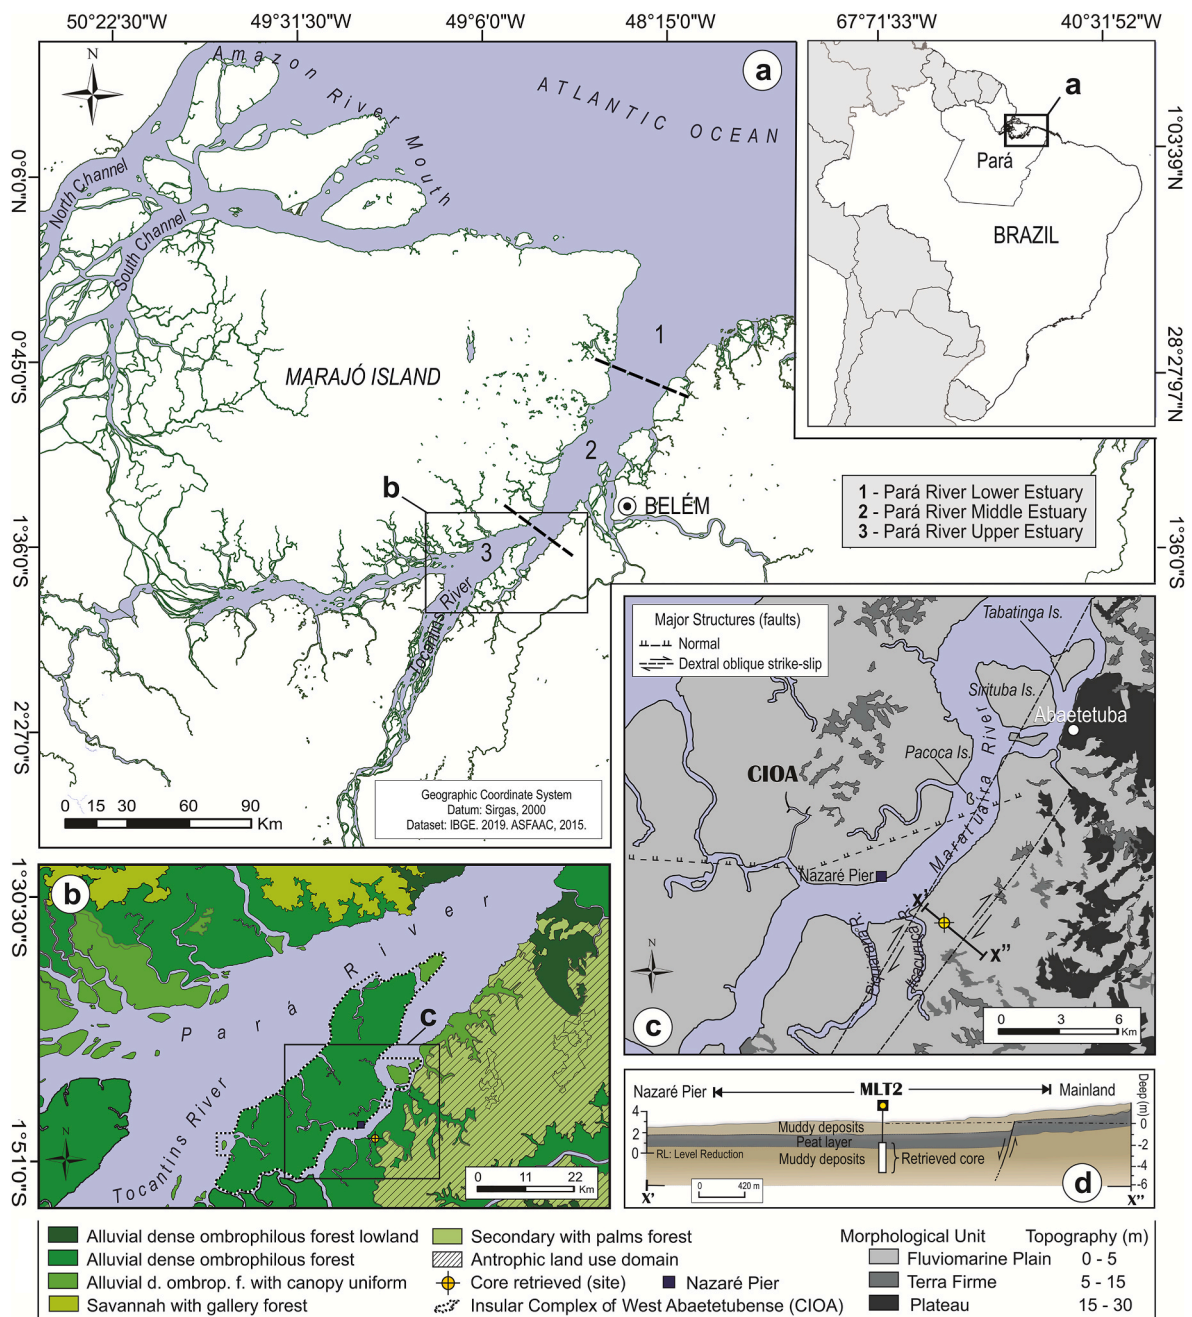 50°22'30"W
49°31'30"W
49°6'0"W
48°15'0"W
67°71'33"W
40°31'52"W
N
a
Amazon River Mouth
ATLANTIC OCEAN
North Channel
South Channel
0°6'0"N
0°45'0"S
1°36'0"S
2°27'0"S
MARAJÓ ISLAND
1
2
3
b
BELÉM
Tocantins River
a
Pará
BRAZIL
1°03'39"N
28°27'97"N
1°36'0"S
1 - Pará River Lower Estuary
2 - Pará River Middle Estuary
3 - Pará River Upper Estuary
0 15 30 60 90
Km
Geographic Coordinate System
Datum: Sirgas, 2000
Dataset: IBGE. 2019. ASFAAC, 2015.
Major Structures (faults)
Normal
Dextral oblique strike-slip
Tabatinga Is.
Sirituba Is.
Abaetetuba
Pacoca Is.
CIOA
Maratauíra River
Nazaré Pier
X'
X"
Piquiarana R.
N
c
0 3 6
Km
1°30'30"S
1°51'0"S
b
Pará River
Tocantins River
c
N
0 11 22
Km
Nazaré Pier
MLT2
Mainland
Deep (m)
4
2
0
Muddy deposits
Peat layer
Muddy deposits
RL: Level Reduction
Retrieved core
0
-2
-4
-6
X'
0 420 m
d
X"
Alluvial dense ombrophilous forest lowland
Alluvial dense ombrophilous forest
Alluvial d. ombrop. f. with canopy uniform
Savannah with gallery forest
Secondary with palms forest
Antrophic land use domain
Core retrieved (site)
Nazaré Pier
Insular Complex of West Abaetetubense (CIOA)
Morphological Unit Topography (m)
Fluviomarine Plain 0 - 5
Terra Firme 5 - 15
Plateau 15 - 30